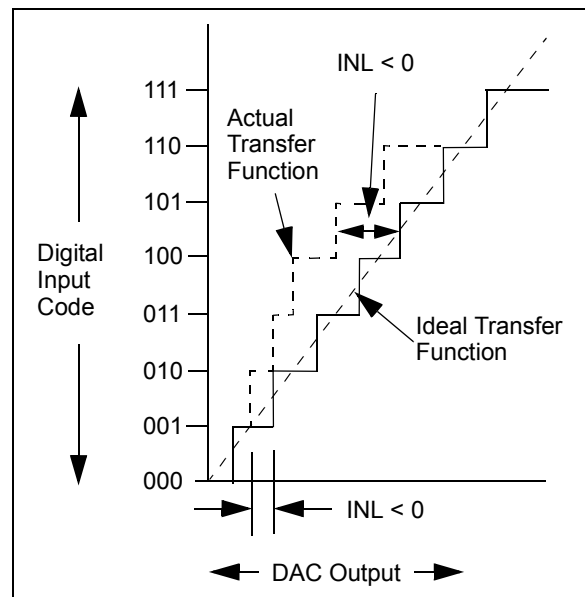 INL < 0
111
Actual
Transfer
Function
110
101
Digital
Input
Code
100
011
Ideal Transfer
Function
010
001
000
INL < 0
DAC Output